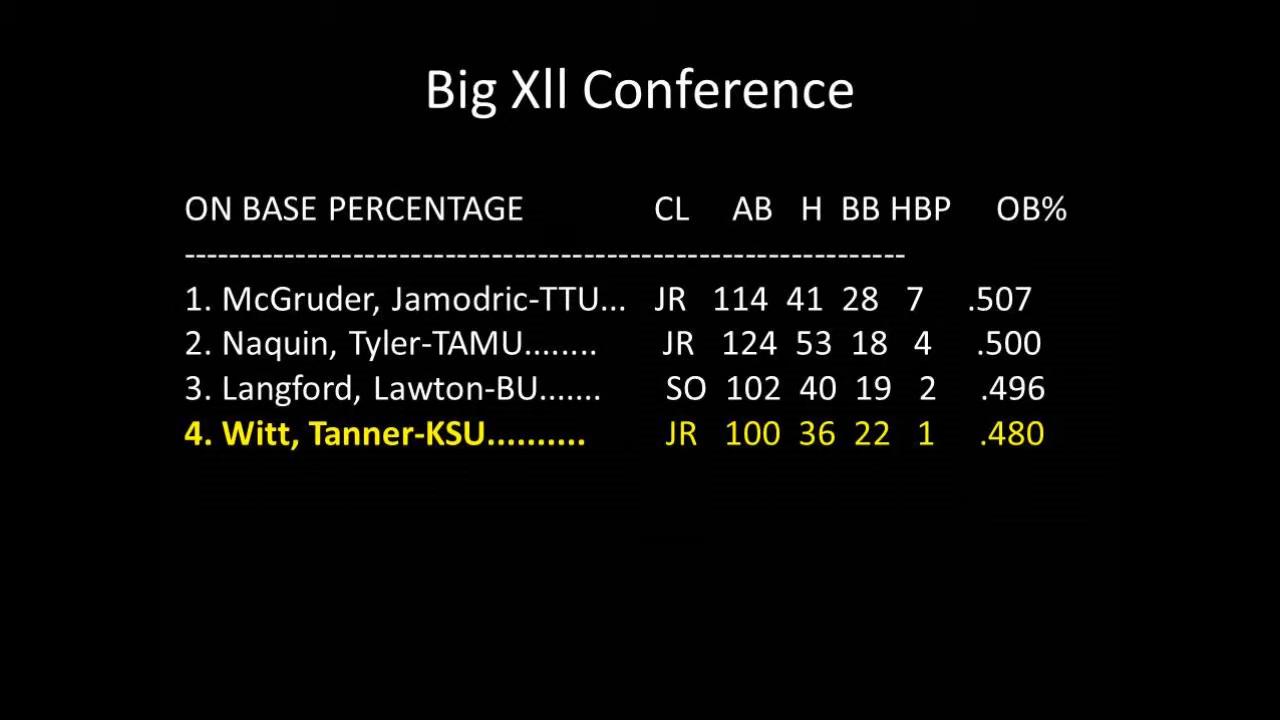 Big Xll Conference
ON BASE PERCENTAGE CL AB H BB HBP OB%
-----------------------------------------------------------------
1. McGruder, Jamodric-TTU... JR 114 41 28 7 .507
2. Naquin, Tyler-TAMU........ JR 124 53 18 4 .500
3. Langford, Lawton-BU....... SO 102 40 19 2 .496
4. Witt, Tanner-KSU.......... JR 100 36 22 1 .480